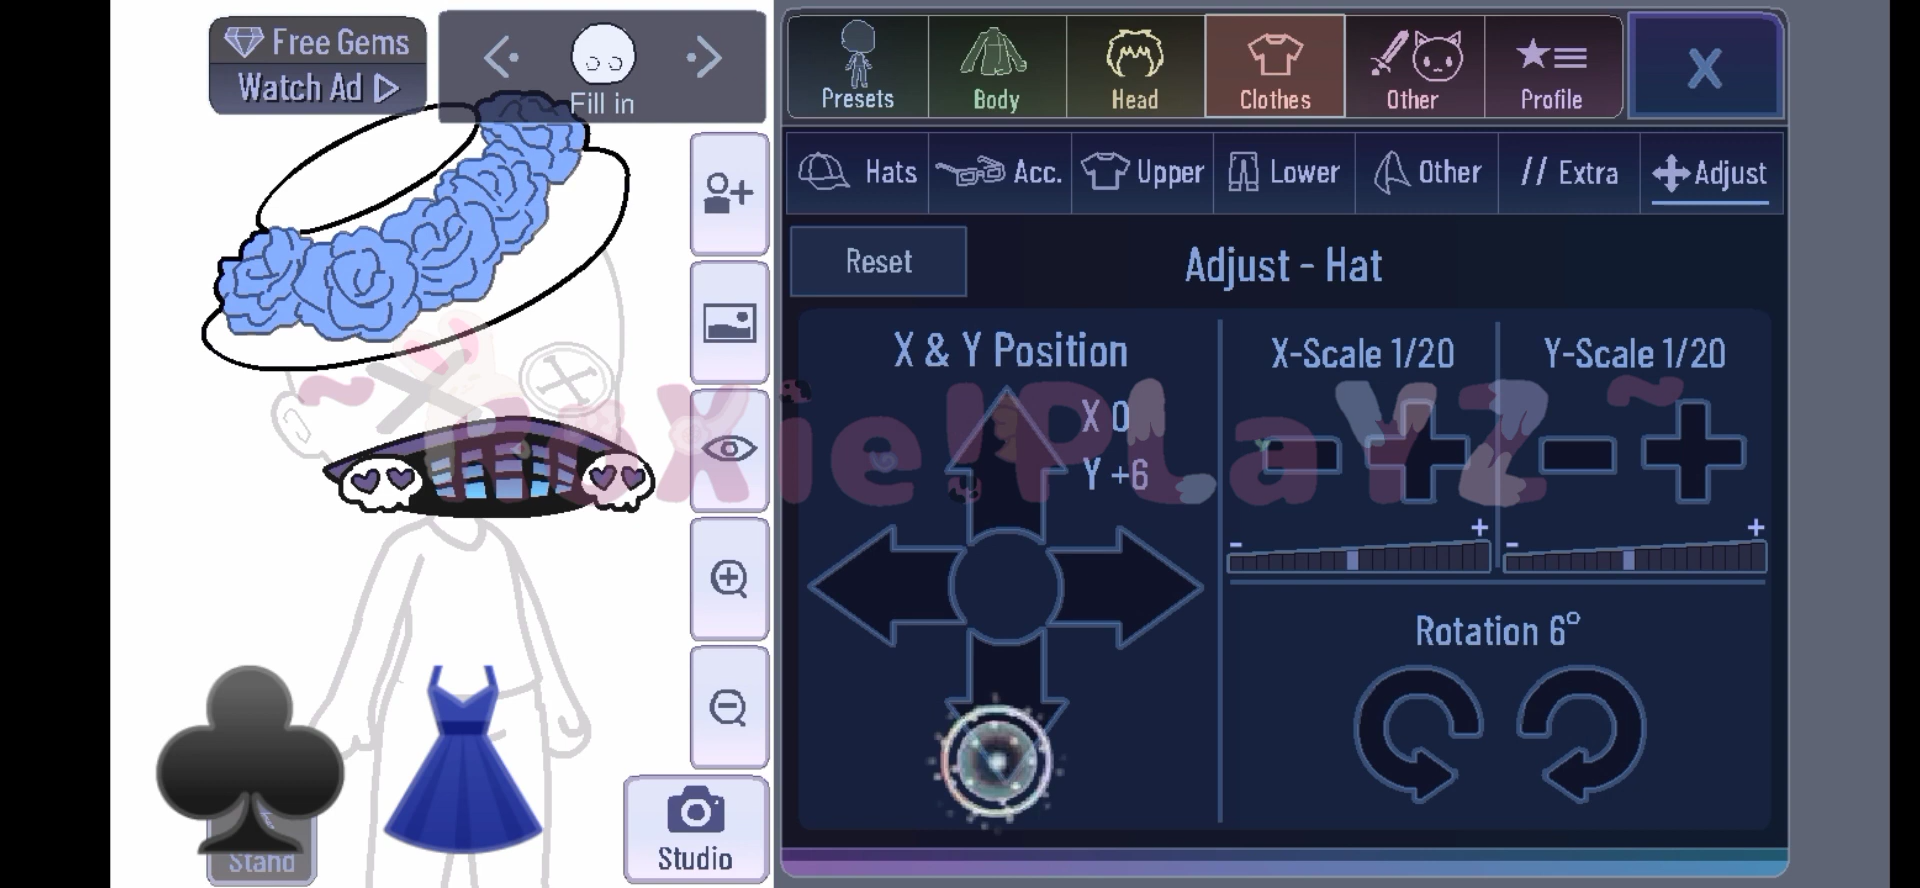 Free Gems
Watch Ad
Fill in
Presets
Body
Head
Clothes
Other
Profile
X
Hats
Acc.
Upper
Lower
Other
// Extra
Adjust
Reset
Adjust - Hat
X & Y Position
X 0
Y +6
X-Scale 1/20
Y-Scale 1/20
- +
- +
Rotation 6°
Stand
Studio